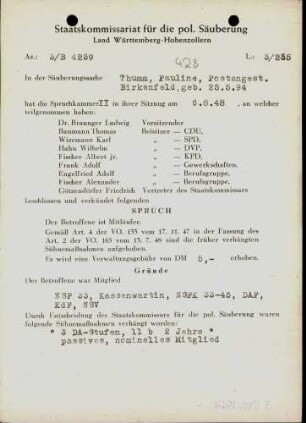 Staatskommissariat für die pol. Säuberung
Land Württemberg-Hohenzollern
Az.: 3/B 4239 L: 3/235
423
In der Säuberungssache Thumm, Pauline, Postangest.
Birkenfeld, geb. 25.5.94
hat die Spruchkammer II in ihrer Sitzung am 6.8.48, an welcher
teilgenommen haben:
Dr. Braunger Ludwig Vorsitzender
Baumann Thomas Beisitzer — CDU,
Wizemann Karl „ — SPD,
Hahn Wilhelm „ — DVP,
Fischer Albert jr. „ — KPD,
Frank Adolf „ — Gewerkschaften,
Engelfried Adolf „ — Berufsgruppe,
Fischer Alexander „ — Berufsgruppe,
Friedrich Vertreter des Staatskommissars
beschlossen und verkündet folgenden
SPRUCH
Der Betroffene ist Mitläufer.
Gemäß Art. 4 der VO. 133 vom 17. 11. 47 in der Fassung des
Art. 2 der VO. 165 vom 15. 7. 48 sind die früher verhängten
Sühnemaßnahmen aufgehoben.
Es wird eine Verwaltungsgebühr von DM 5,- erhoben.
Gründe
Der Betroffene war Mitglied
NSF 33, Kassenwartin, NSFK 33-45, DAF,
KdF, NSV
Durch Entscheidung des Staatskommissars für die pol. Säuberung waren
folgende Sühnemaßnahmen verhängt worden:
" 3 DA-Stufen, 11 b 2 Jahre "
passives, nominelles Mitglied